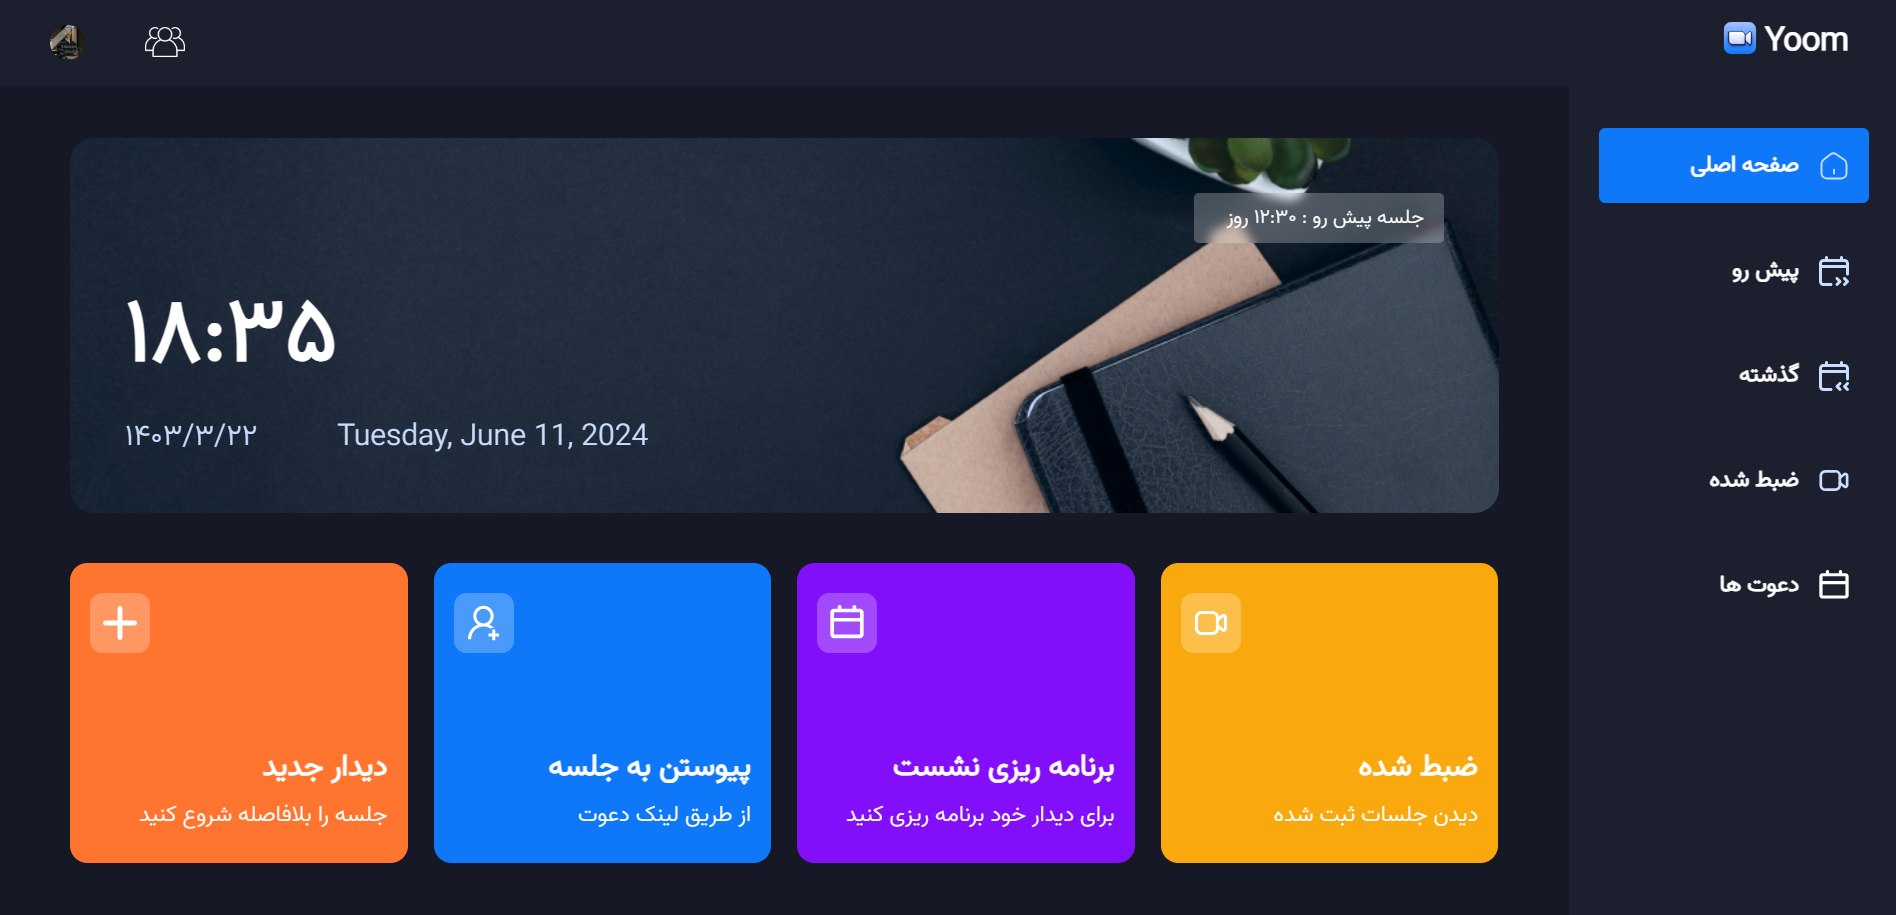 Yoom
صفحه اصلی
پیش رو
گذشته
ضبط شده
دعوت ها
جلسه پیش رو : ۱۲:۳۰ روز
۱۸:۳۵
۱۴۰۳/۳/۲۲
Tuesday, June 11, 2024
ضبط شده
دیدن جلسات ثبت شده
برنامه ریزی نشست
برای دیدار خود برنامه ریزی کنید
پیوستن به جلسه
از طریق لینک دعوت
دیدار جدید
جلسه را بلافاصله شروع کنید